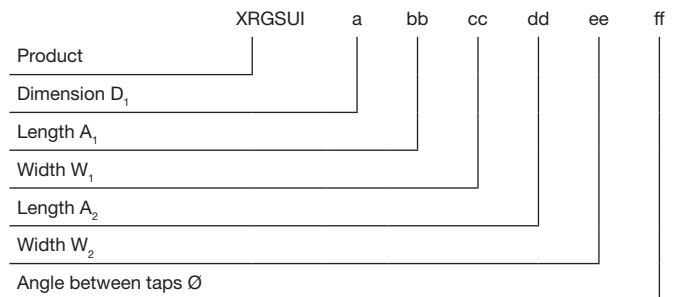 XRGSUI a bb cc dd ee ff
Product
Dimension D₁
Length A₁
Width W₁
Length A₂
Width W₂
Angle between taps Ø